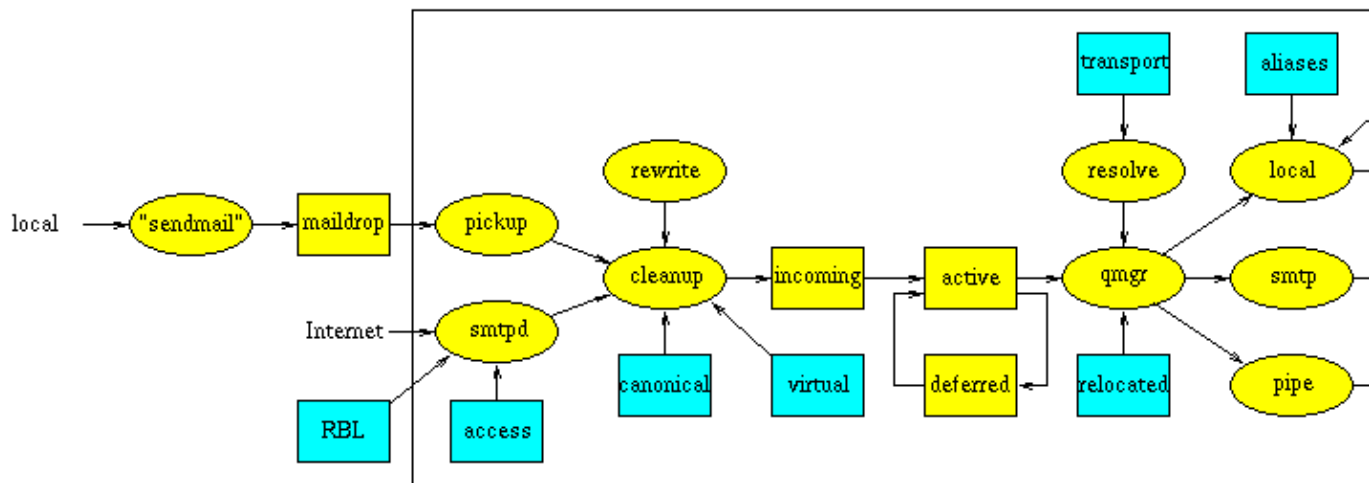 transport
aliases
rewrite
resolve
local
local
"sendmail"
maildrop
pickup
cleanup
incoming
active
qmgr
smtp
Internet
smtpd
canonical
virtual
deferred
relocated
pipe
RBL
access